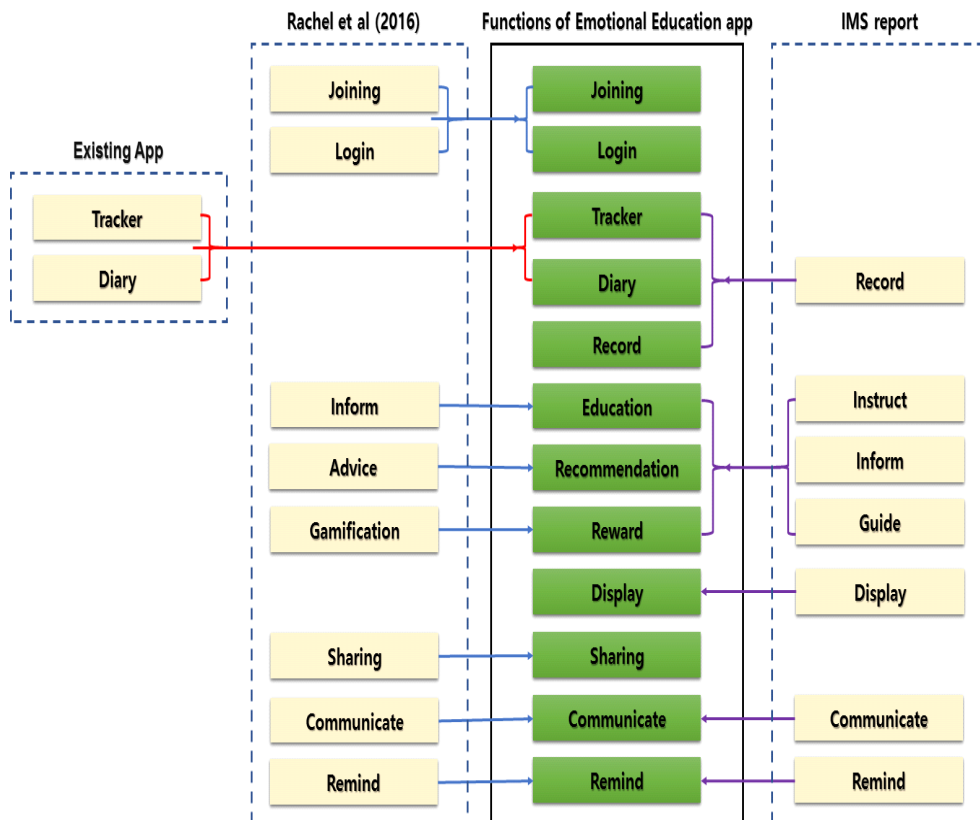 Rachel et al (2016)
Functions of Emotional Education app
IMS report
Existing App
Tracker
Diary
Joining
Login
Inform
Advice
Gamification
Sharing
Communicate
Remind
Joining
Login
Tracker
Diary
Record
Education
Recommendation
Reward
Display
Sharing
Communicate
Remind
Record
Instruct
Inform
Guide
Display
Communicate
Remind